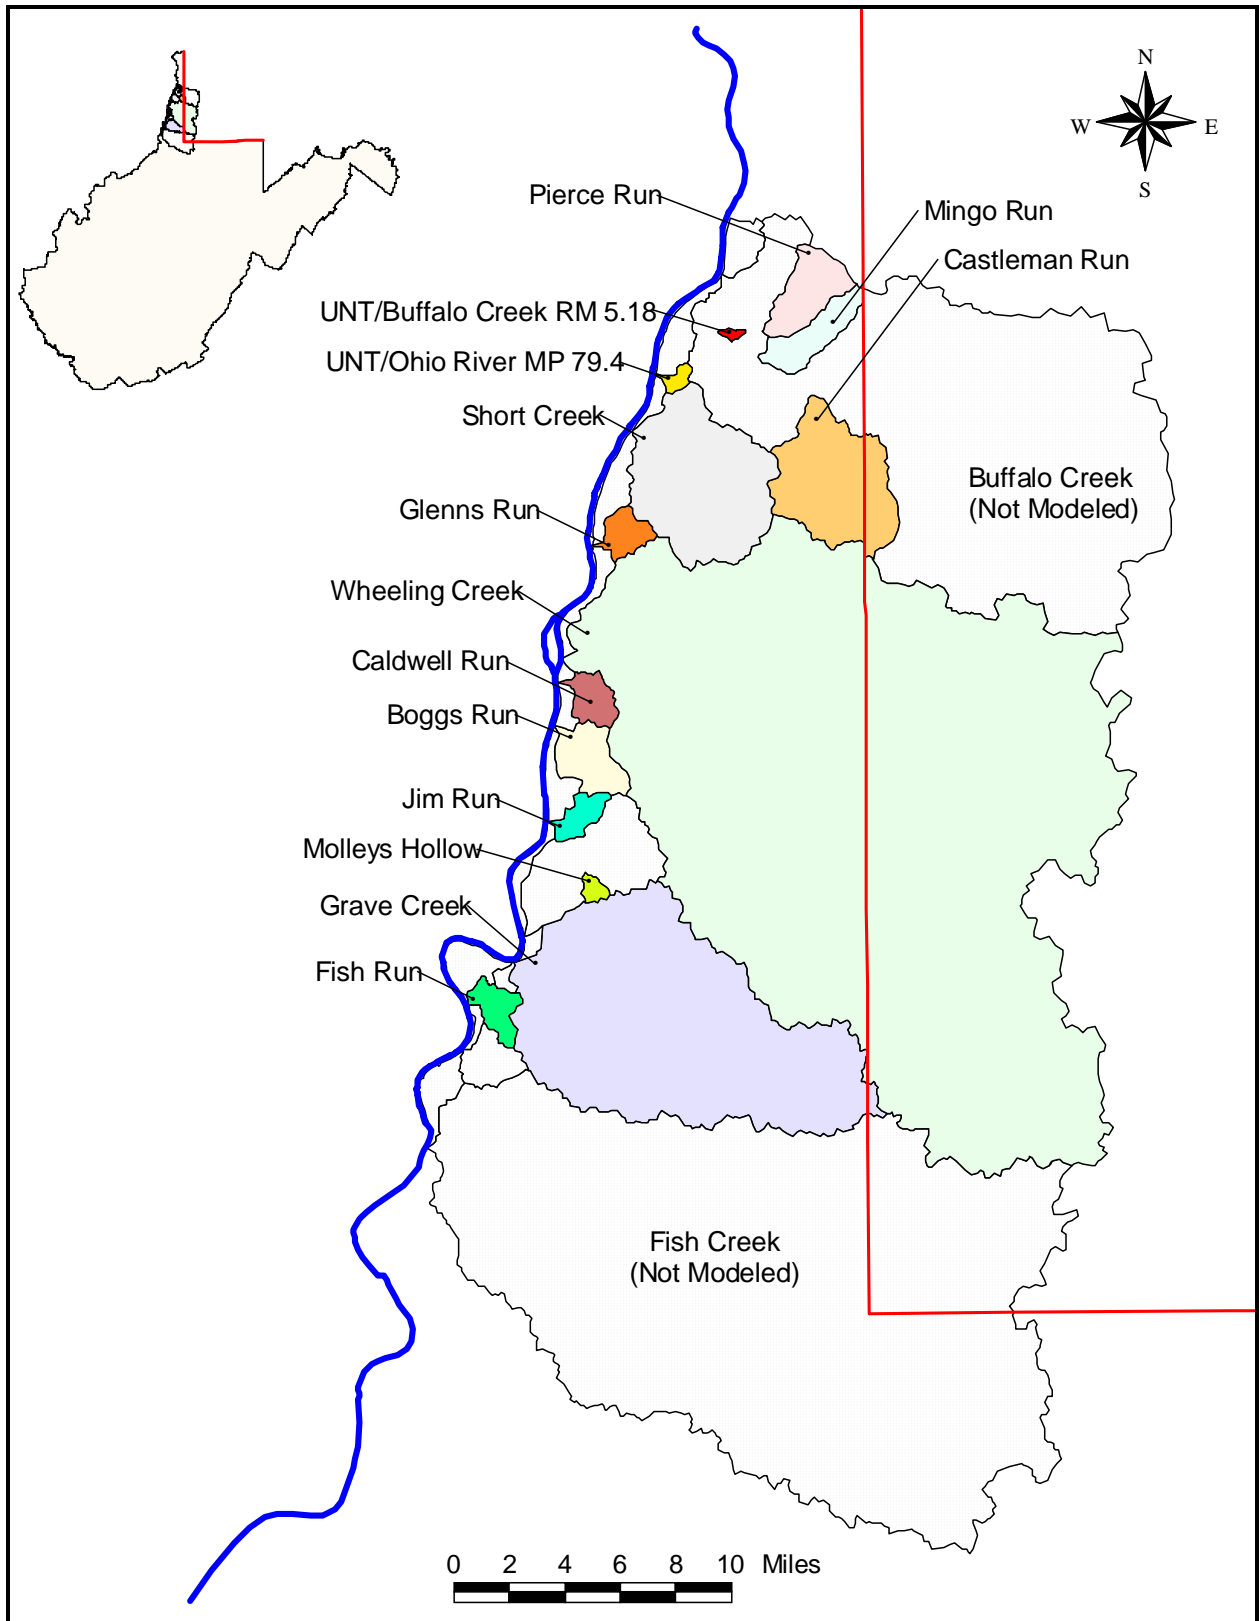 N
W E
S
Pierce Run
Mingo Run
Castleman Run
UNT/Buffalo Creek RM 5.18
UNT/Ohio River MP 79.4
Short Creek
Buffalo Creek
(Not Modeled)
Glenns Run
Wheeling Creek
Caldwell Run
Boggs Run
Jim Run
Molleys Hollow
Grave Creek
Fish Run
Fish Creek
(Not Modeled)
0 2 4 6 8 10 Miles